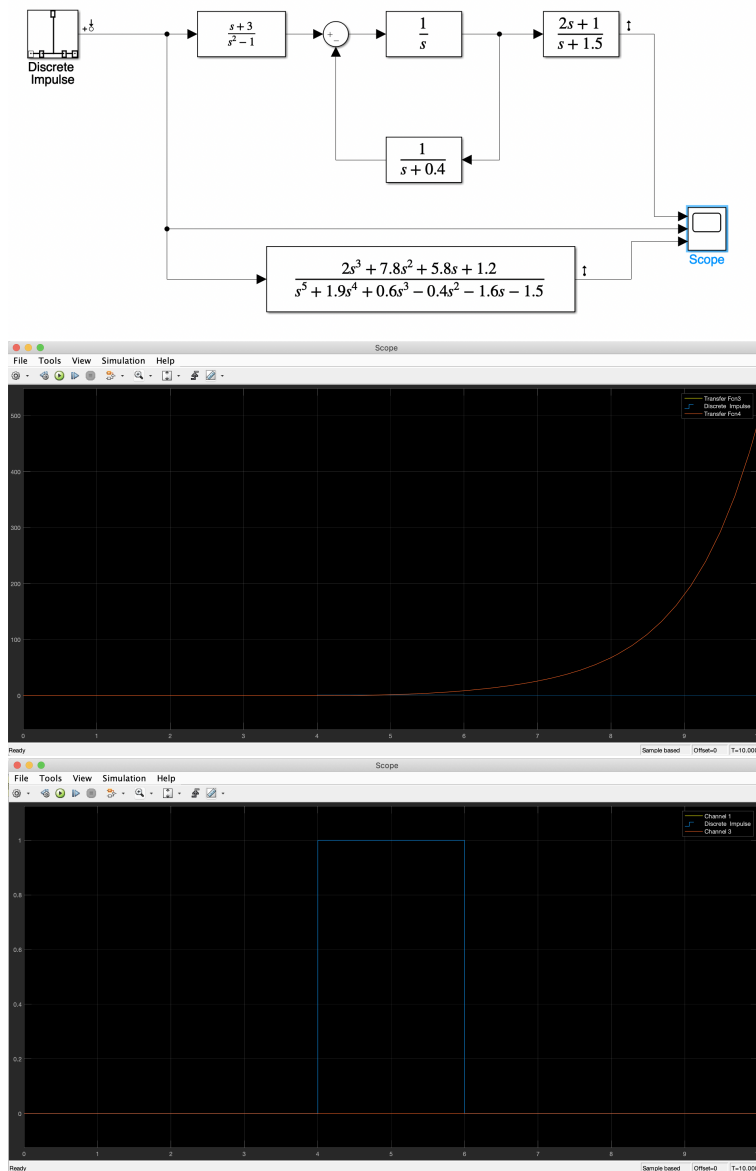 Discrete
Impulse
s + 3
s² − 1
+
−
1
s
2s + 1
s + 1.5
1
s + 0.4
2s³ + 7.8s² + 5.8s + 1.2
s⁵ + 1.9s⁴ + 0.6s³ − 0.4s² − 1.6s − 1.5
Scope
Scope
File Tools View Simulation Help
Transfer Fcn3
Discrete Impulse
Transfer Fcn4
500
400
300
200
100
0
0 1 2 3 4 5 6 7 8 9
Ready Sample based Offset=0 T=10.000
Scope
File Tools View Simulation Help
Channel 1
Discrete Impulse
Channel 3
1
0.8
0.6
0.4
0.2
0
0 1 2 3 4 5 6 7 8 9
Ready Sample based Offset=0 T=10.000